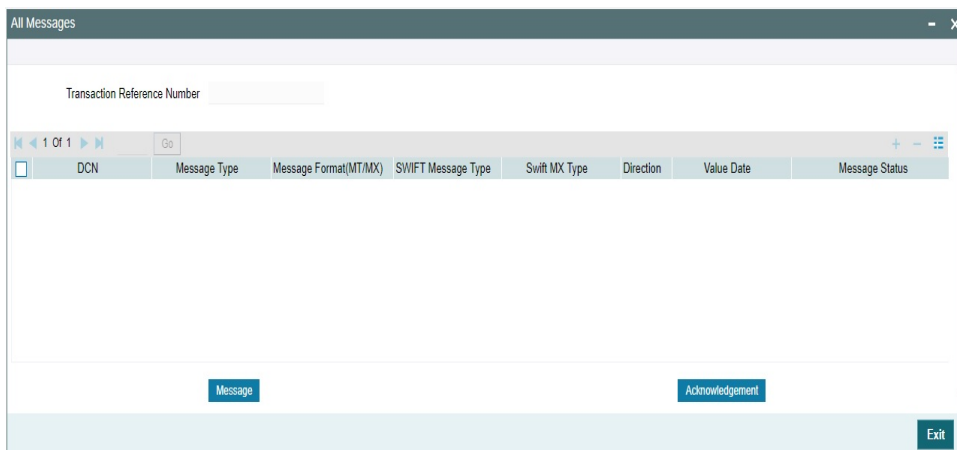 All Messages
Transaction Reference Number
1 Of 1 Go
DCN Message Type Message Format(MT/MX) SWIFT Message Type Swift MX Type Direction Value Date Message Status
Message Acknowledgement
Exit